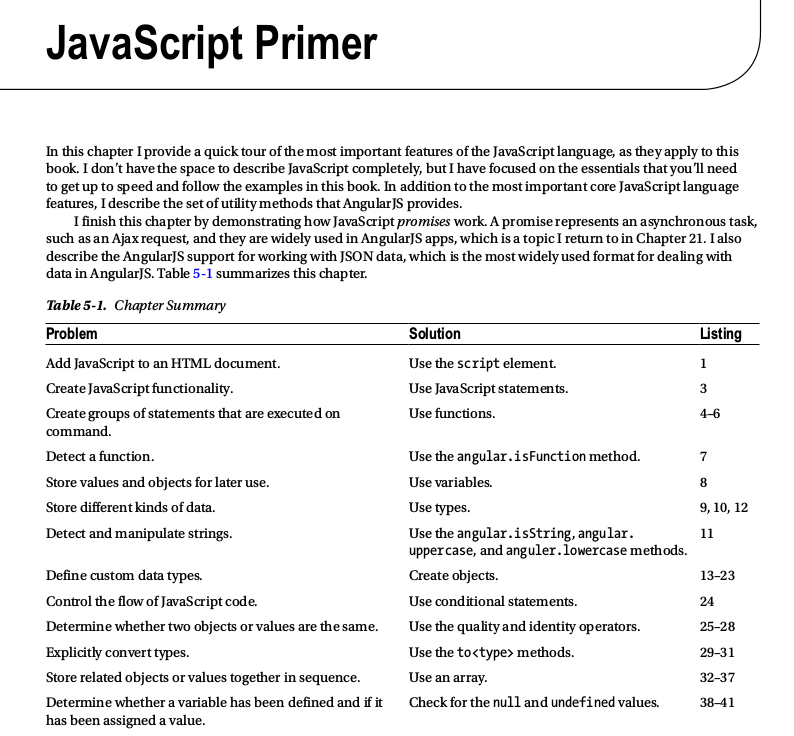 JavaScript Primer
In this chapter I provide a quick tour of the most important features of the JavaScript language, as they apply to this
book. I don't have the space to describe JavaScript completely, but I have focused on the essentials that you'll need
to get up to speed and follow the examples in this book. In addition to the most important core JavaScript language
features, I describe the set of utility methods that AngularJS provides.
I finish this chapter by demonstrating how JavaScript promises work. A promise represents an asynchronous task,
such as an Ajax request, and they are widely used in AngularJS apps, which is a topic I return to in Chapter 21. I also
describe the AngularJS support for working with JSON data, which is the most widely used format for dealing with
data in AngularJS. Table 5-1 summarizes this chapter.
Table 5-1. Chapter Summary
Problem Solution Listing
Add JavaScript to an HTML document. Use the script element. 1
Create JavaScript functionality. Use JavaScript statements. 3
Create groups of statements that are executed on Use functions. 4–6
command.
Detect a function. Use the angular.isFunction method. 7
Store values and objects for later use. Use variables. 8
Store different kinds of data. Use types. 9, 10, 12
Detect and manipulate strings. Use the angular.isString, angular. 11
uppercase, and anguler.lowercase methods.
Define custom data types. Create objects. 13–23
Control the flow of JavaScript code. Use conditional statements. 24
Determine whether two objects or values are the same. Use the quality and identity operators. 25–28
Explicitly convert types. Use the to<type> methods. 29–31
Store related objects or values together in sequence. Use an array. 32–37
Determine whether a variable has been defined and if it Check for the null and undefined values. 38–41
has been assigned a value.